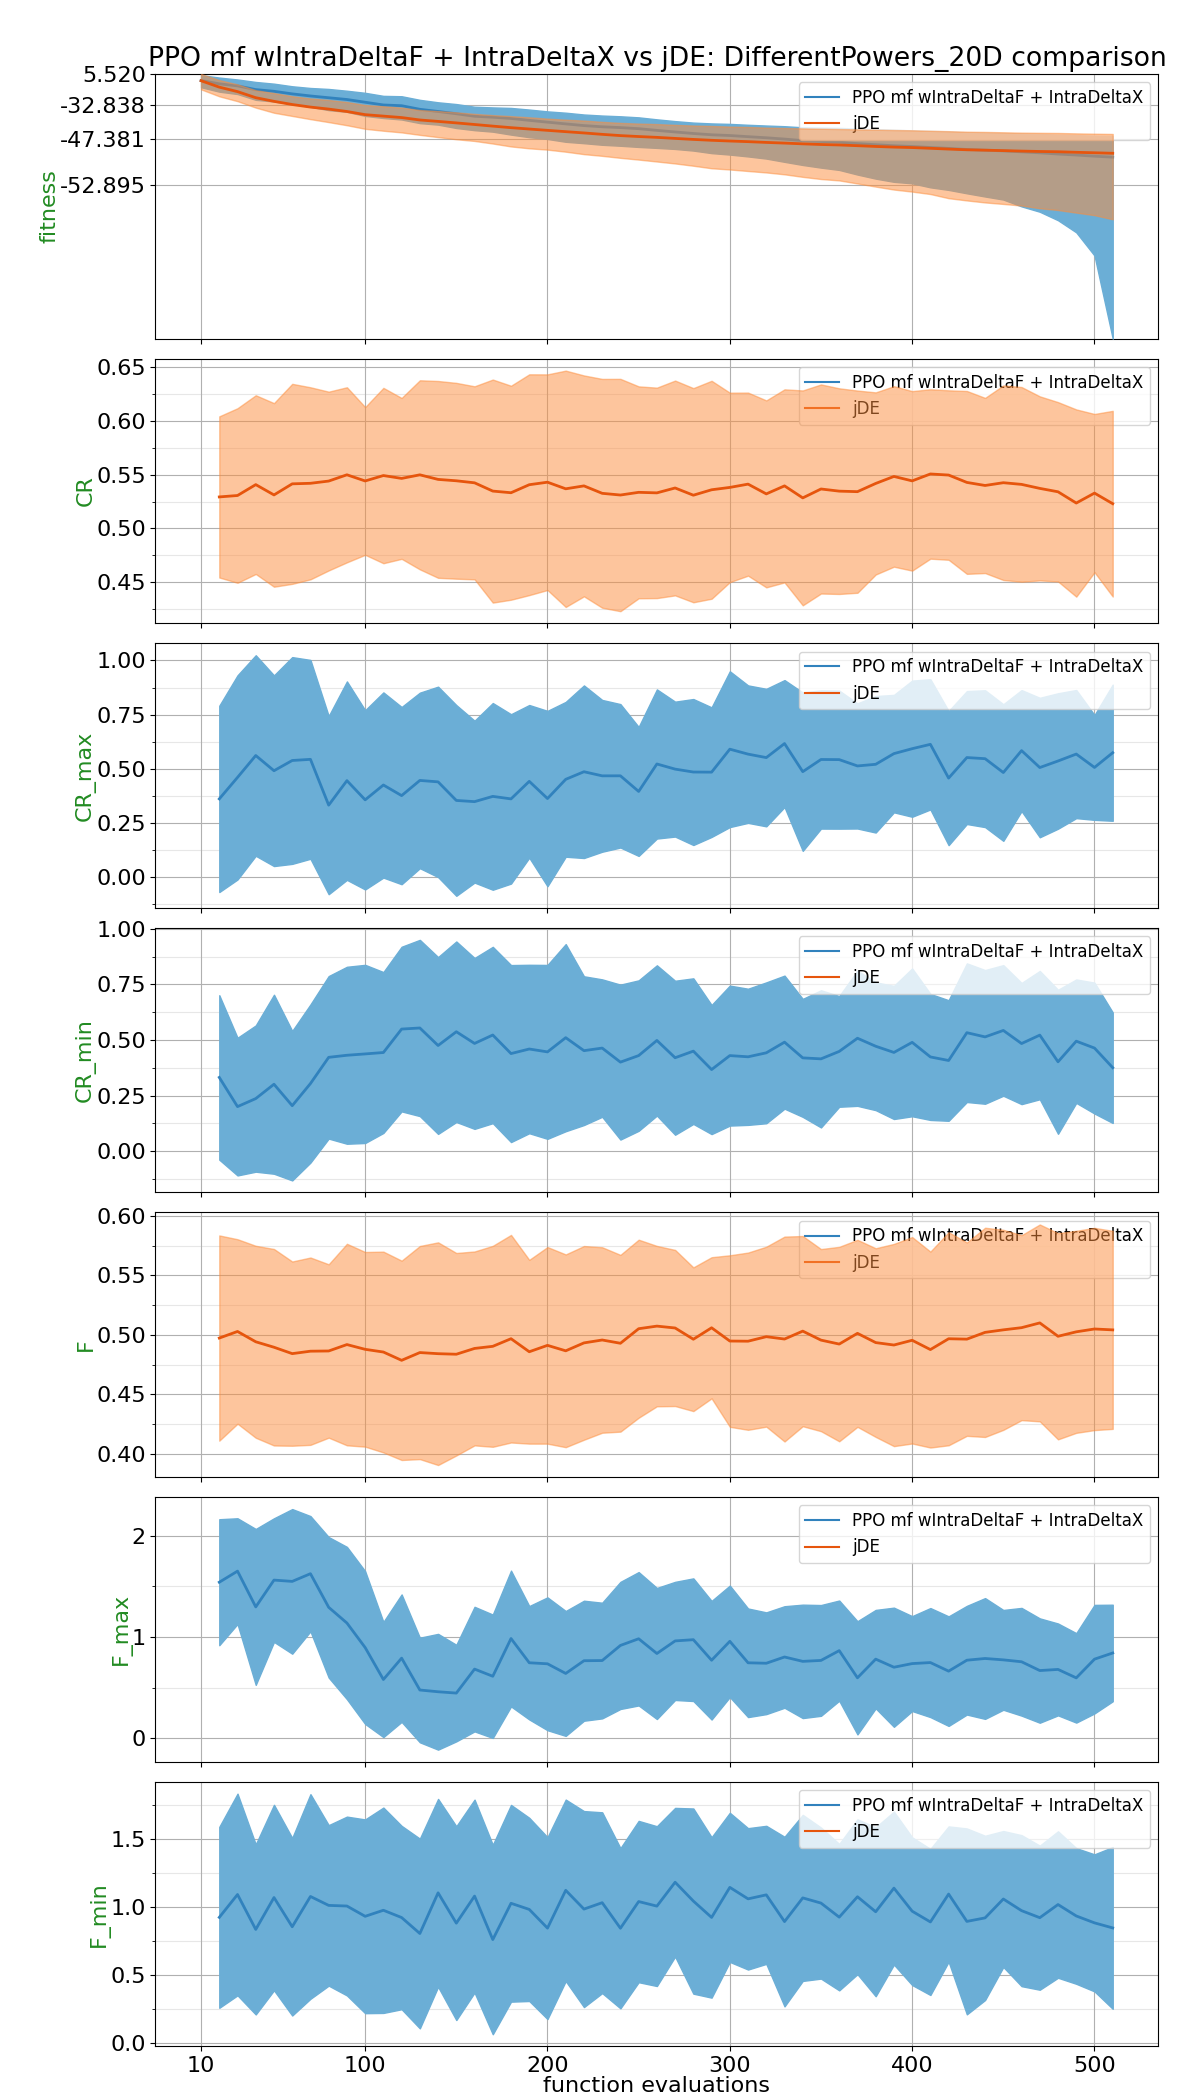 PPO mf wIntraDeltaF + IntraDeltaX vs jDE: DifferentPowers_20D comparison
5.520
-32.838
-47.381
-52.895
fitness
PPO mf wIntraDeltaF + IntraDeltaX
jDE
0.65
0.60
0.55
0.50
0.45
CR
PPO mf wIntraDeltaF + IntraDeltaX
jDE
1.00
0.75
0.50
0.25
0.00
CR_max
PPO mf wIntraDeltaF + IntraDeltaX
jDE
1.00
0.75
0.50
0.25
0.00
CR_min
PPO mf wIntraDeltaF + IntraDeltaX
jDE
0.60
0.55
0.50
0.45
0.40
F
PPO mf wIntraDeltaF + IntraDeltaX
jDE
2
1
0
F_max
PPO mf wIntraDeltaF + IntraDeltaX
jDE
1.5
1.0
0.5
0.0
F_min
PPO mf wIntraDeltaF + IntraDeltaX
jDE
10 100 200 300 400 500
function evaluations